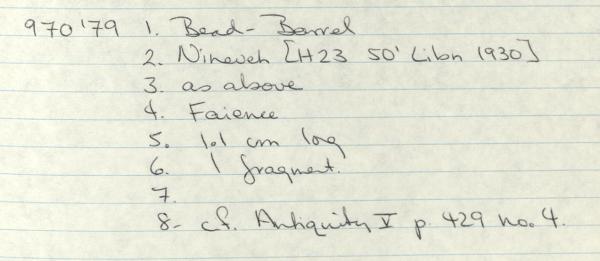 970'79 1. Bead-Barrel
2. Nineveh [H23 50' Libn 1930]
3. as above
4. Faience
5. 1.1 cm long
6. 1 fragment.
7.
8- cf. Antiquity V p. 429 no. 4.